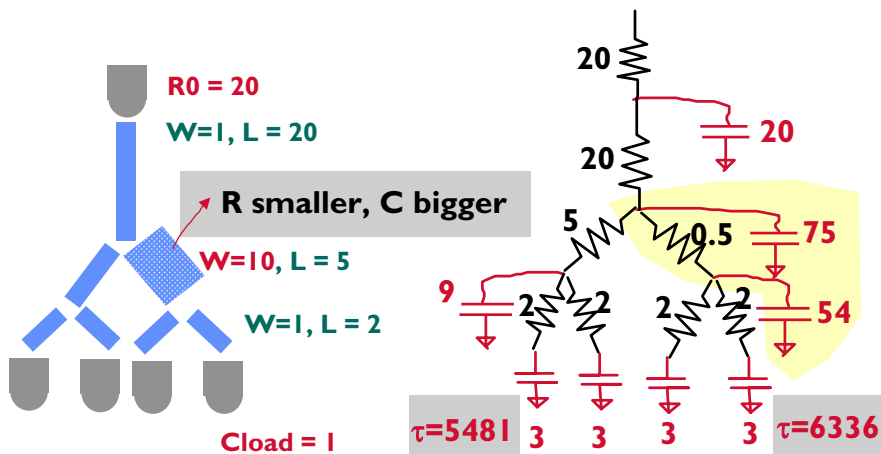 R0 = 20
W=1, L = 20
R smaller, C bigger
W=10, L = 5
W=1, L = 2
Cload = 1
20
20
20
5
0.5
75
9
2
2
2
2
54
τ=5481
3
3
3
3
τ=6336